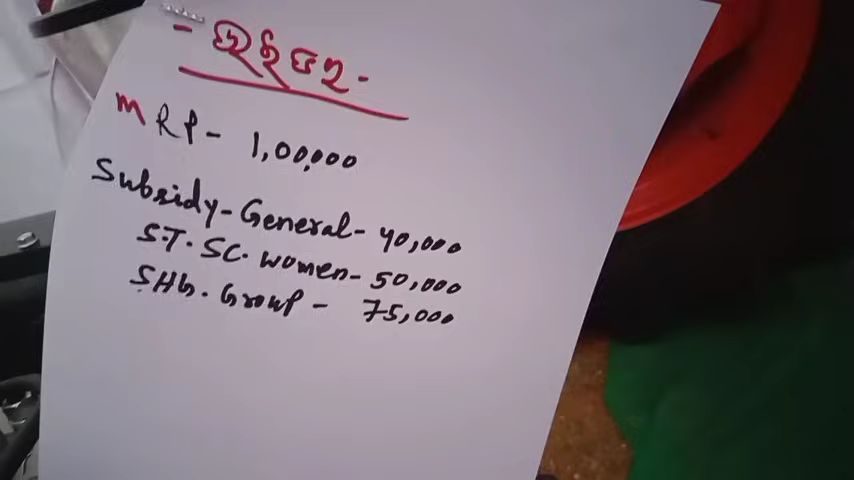 MRP - 1,00,000
Subsidy - General - 40,000
S.T. SC. women - 50,000
SHG. Group - 75,000